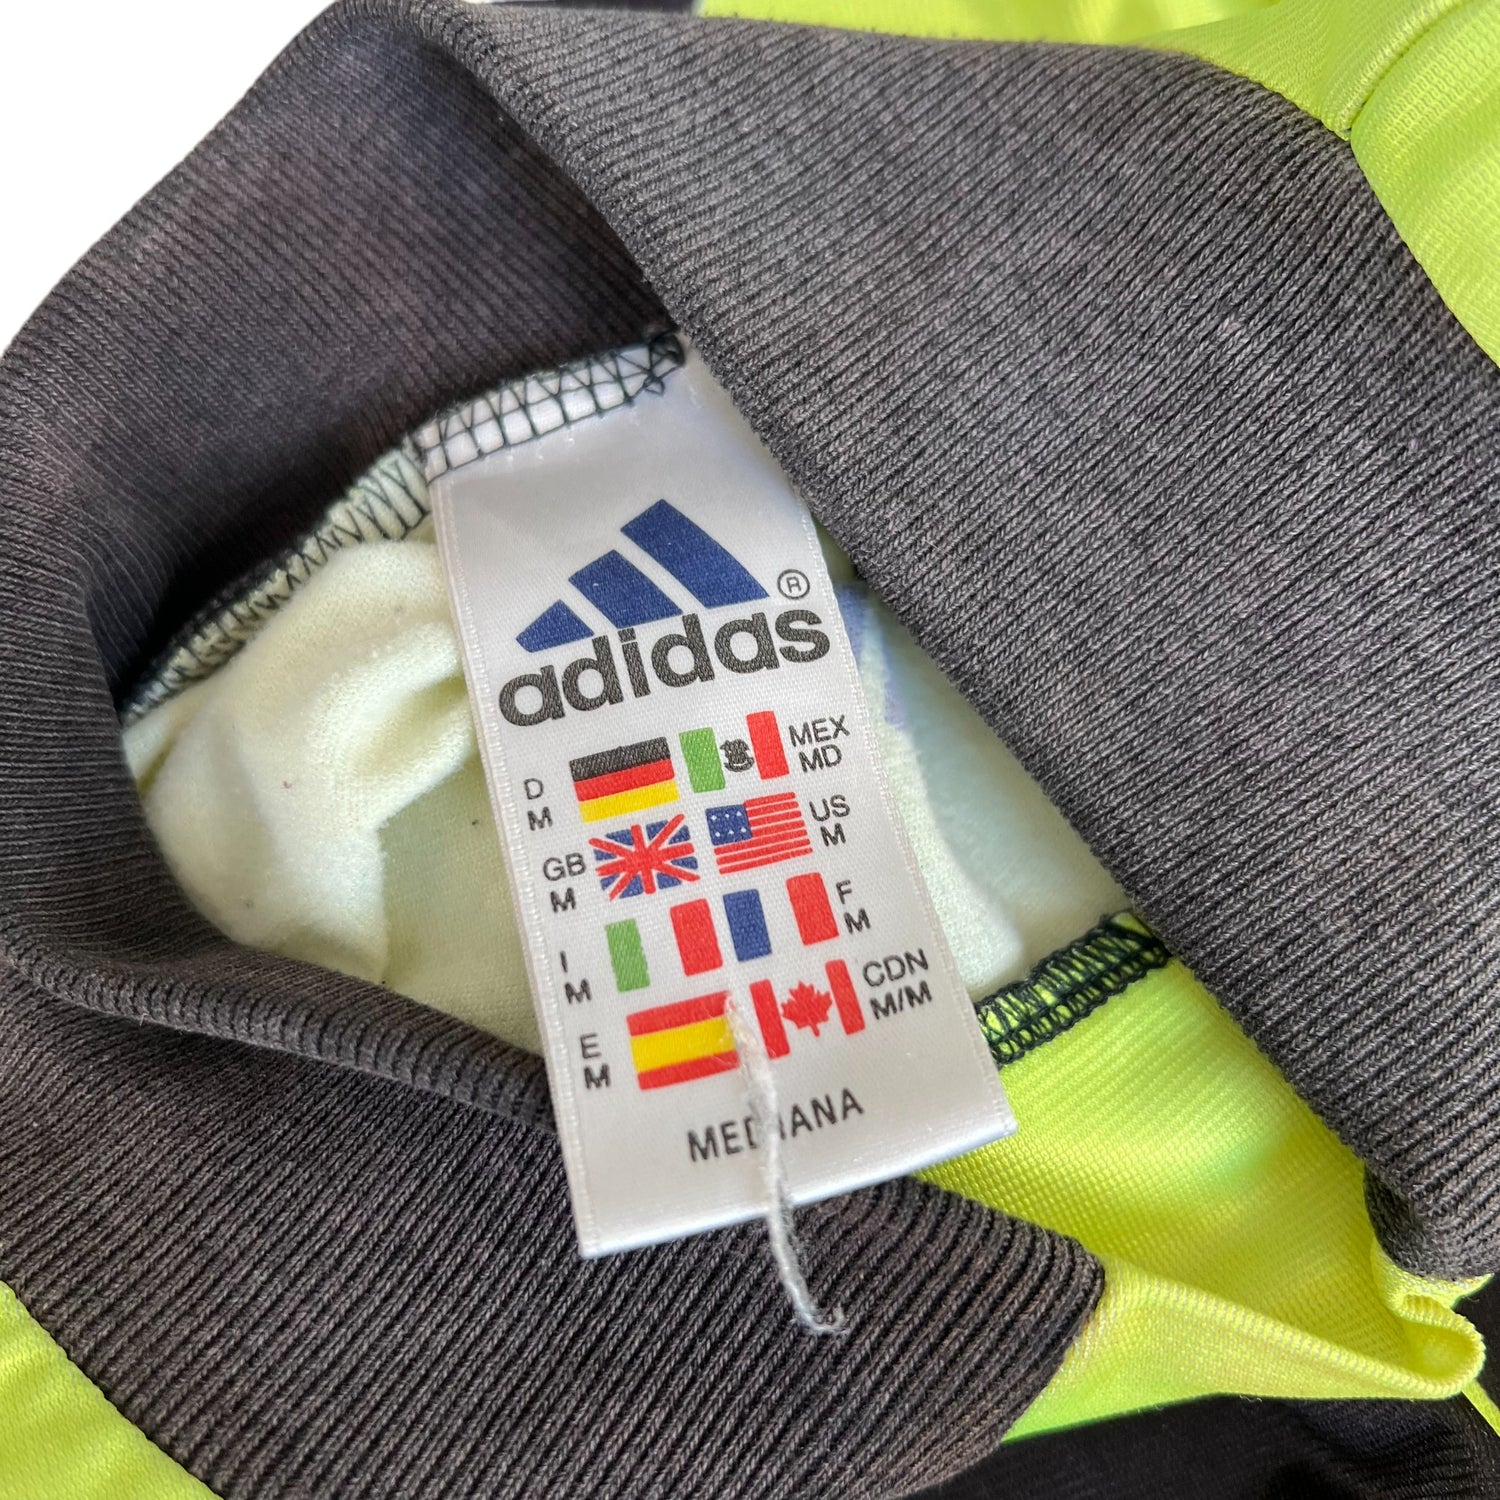 adidas®
D M
MEX MD
GB M
US M
I M
F M
E M
CDN M/M
MEDIANA